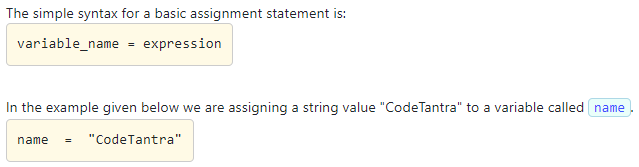 The simple syntax for a basic assignment statement is:
variable_name = expression
In the example given below we are assigning a string value "CodeTantra" to a variable called name.
name  =  "CodeTantra"